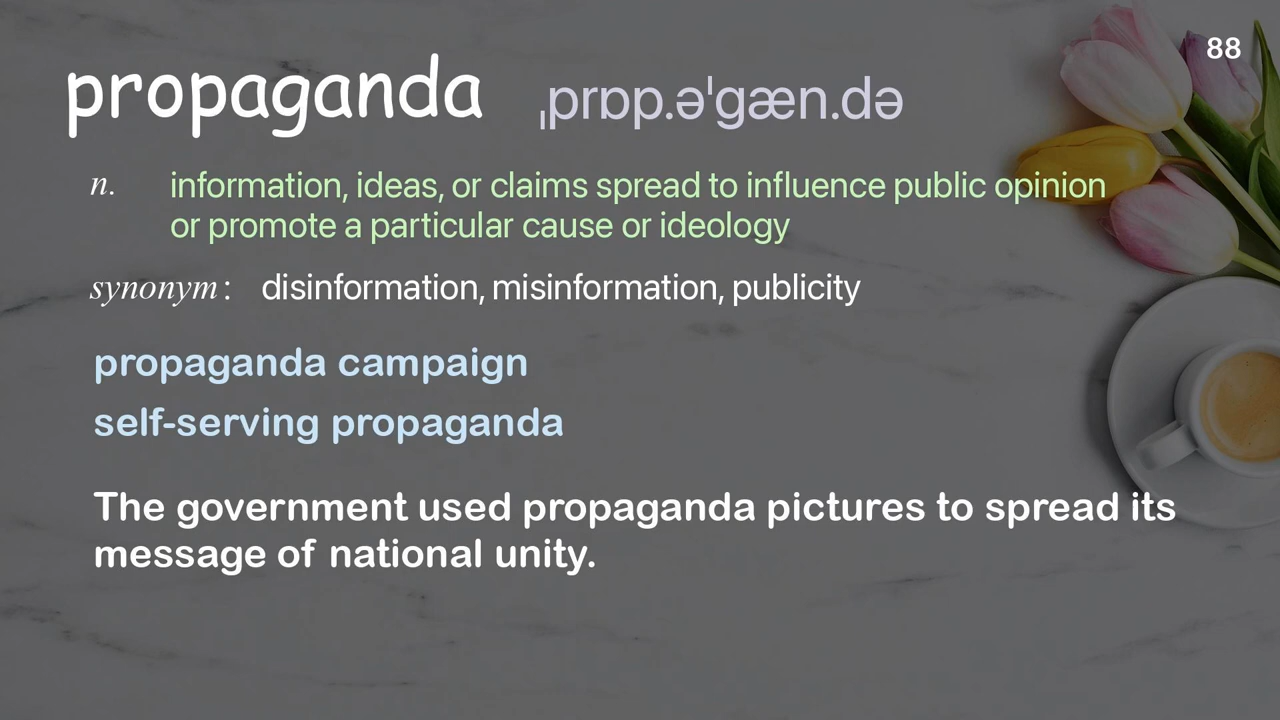 88
propaganda ˌprɒp.əˈɡæn.də
n. information, ideas, or claims spread to influence public opinion
or promote a particular cause or ideology
synonym: disinformation, misinformation, publicity
propaganda campaign
self-serving propaganda
The government used propaganda pictures to spread its
message of national unity.